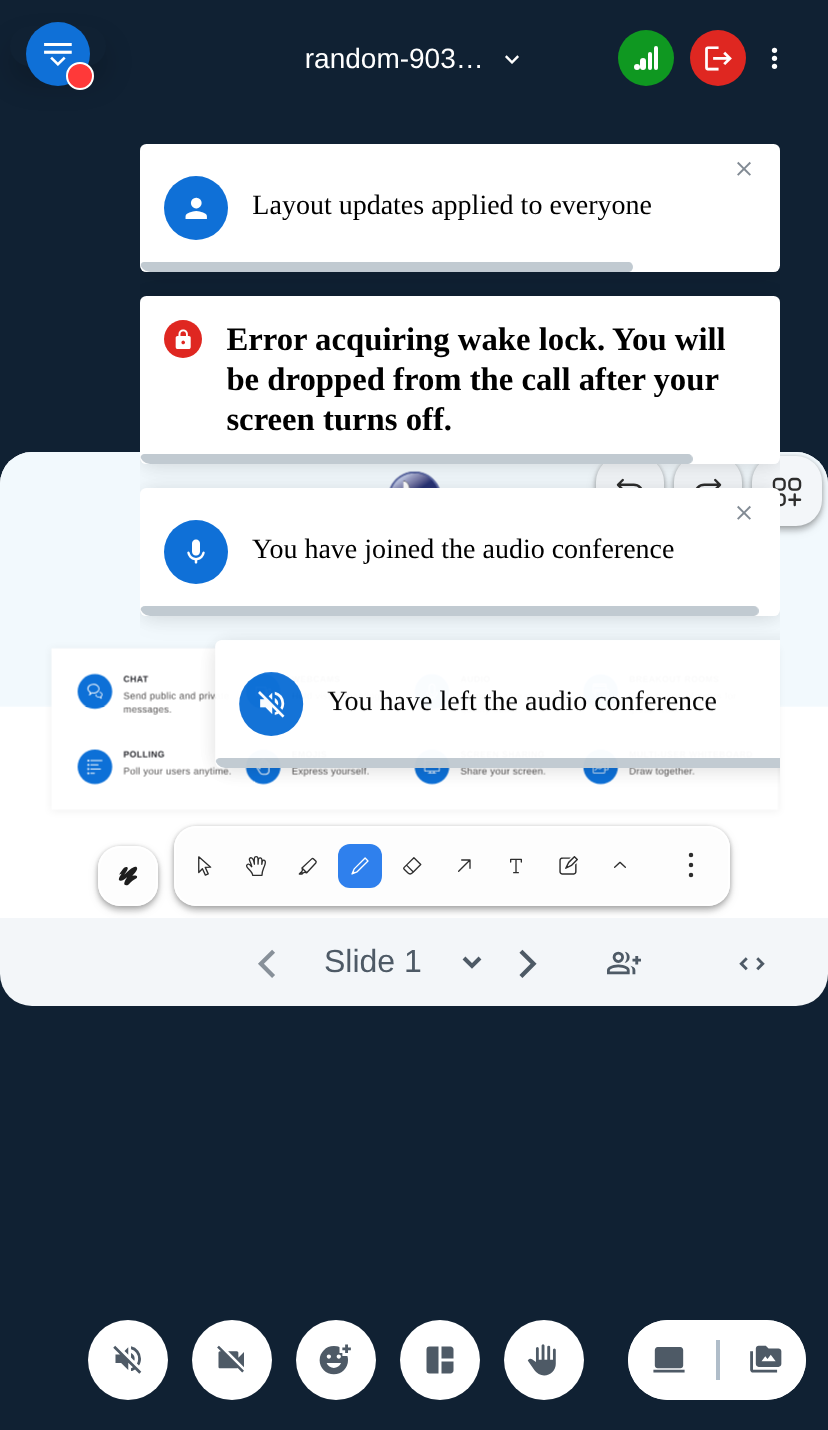 random-903…
Layout updates applied to everyone
Error acquiring wake lock. You will
be dropped from the call after your
screen turns off.
You have joined the audio conference
You have left the audio conference
CHAT
Send public and priv
messages.
POLLING
Poll your users anytime.
Express yourself.
Share your screen.
Draw together.
T
Slide 1